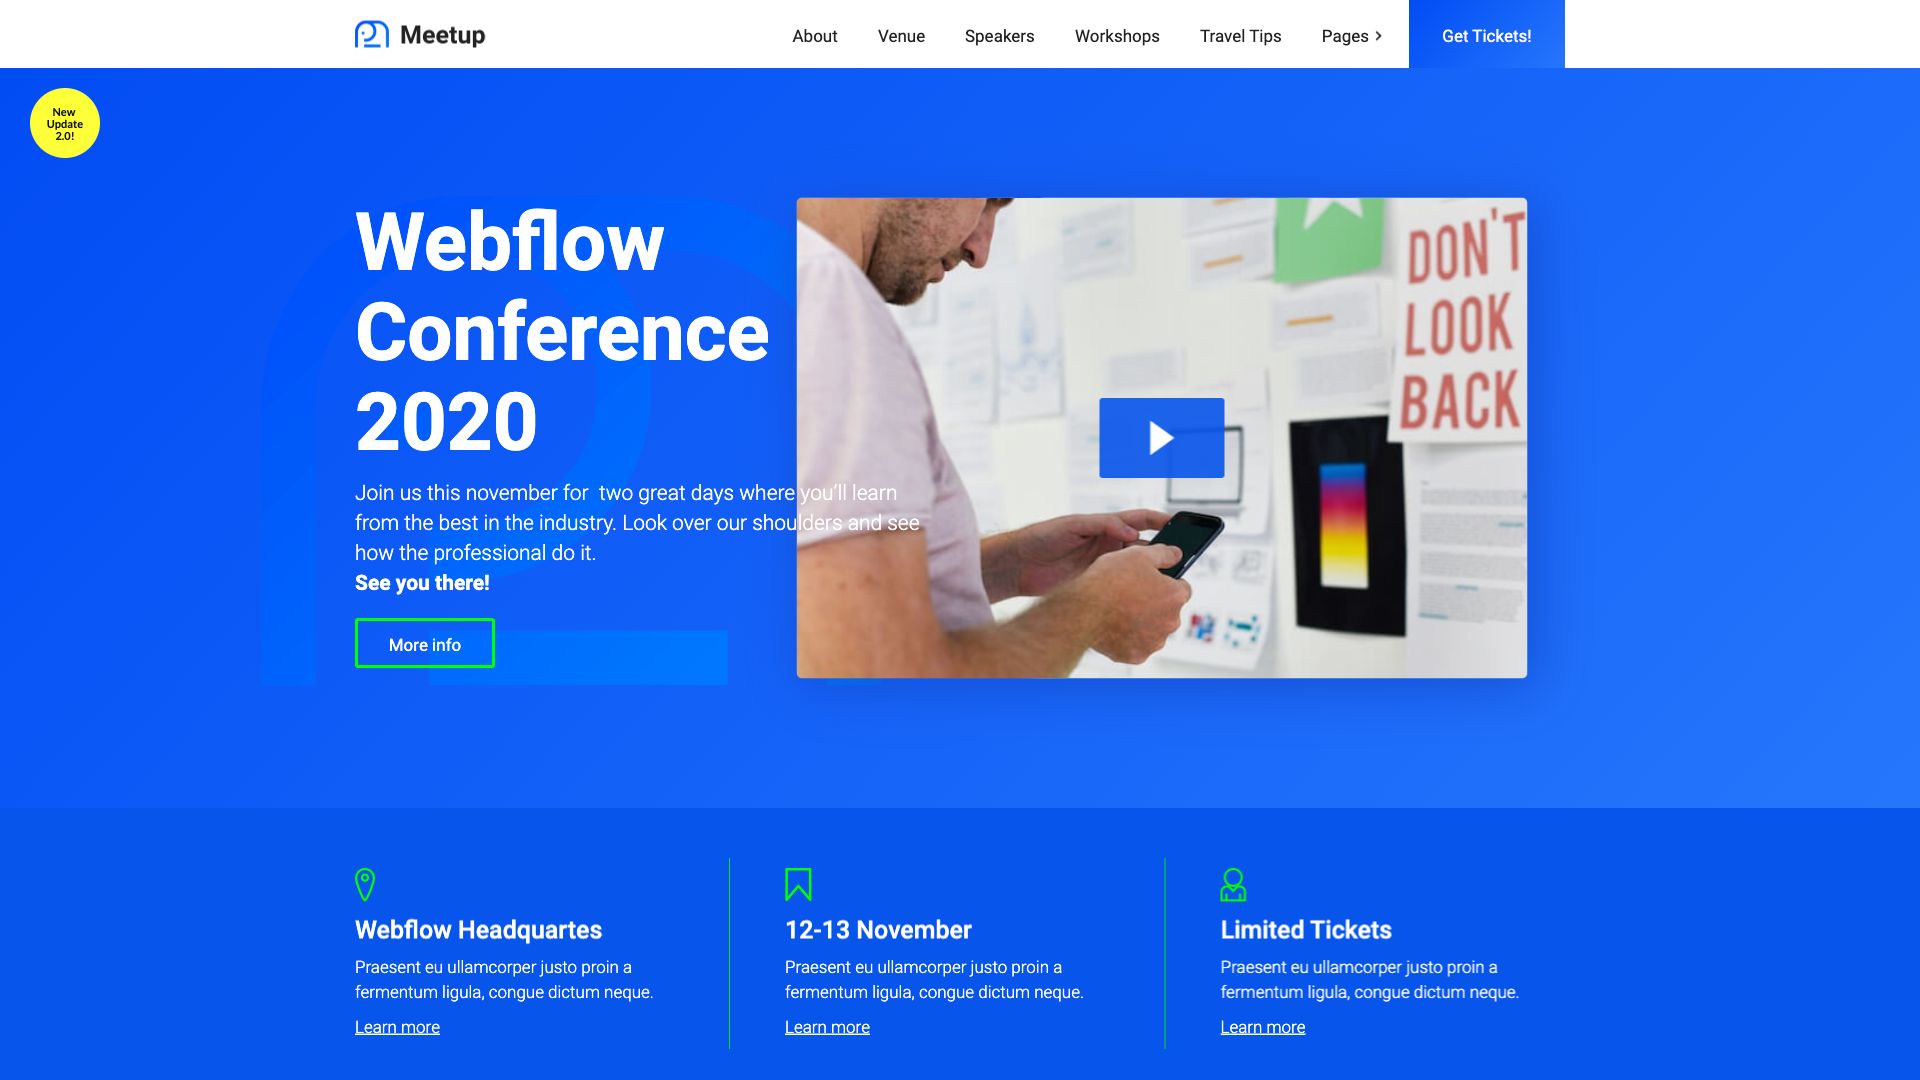 Meetup
About
Venue
Speakers
Workshops
Travel Tips
Pages
Get Tickets!
New
Update
2.0!
Webflow
Conference
2020
Join us this november for  two great days where you'll learn
from the best in the industry. Look over our shoulders and see
how the professional do it.
See you there!
More info
DON'T
LOOK
BACK
Webflow Headquartes
Praesent eu ullamcorper justo proin a
fermentum ligula, congue dictum neque.
Learn more
12-13 November
Praesent eu ullamcorper justo proin a
fermentum ligula, congue dictum neque.
Learn more
Limited Tickets
Praesent eu ullamcorper justo proin a
fermentum ligula, congue dictum neque.
Learn more